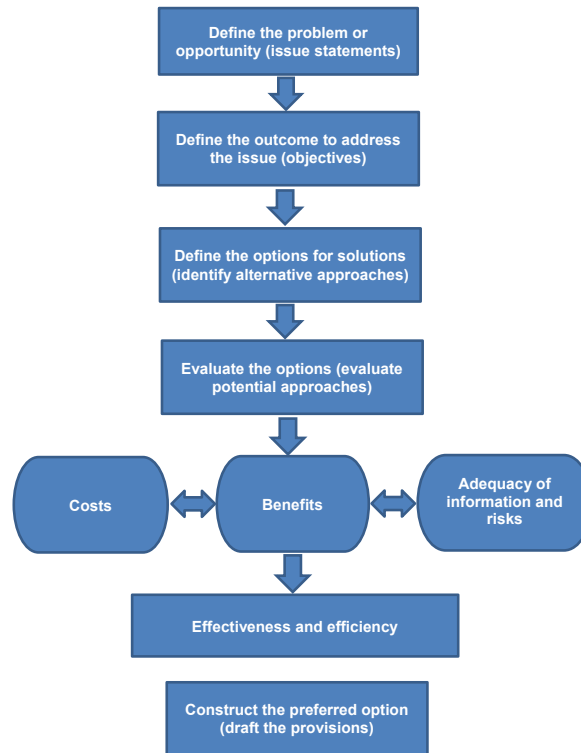 Define the problem or
opportunity (issue statements)
Define the outcome to address
the issue (objectives)
Define the options for solutions
(identify alternative approaches)
Evaluate the options (evaluate
potential approaches)
Costs
Benefits
Adequacy of
information and
risks
Effectiveness and efficiency
Construct the preferred option
(draft the provisions)